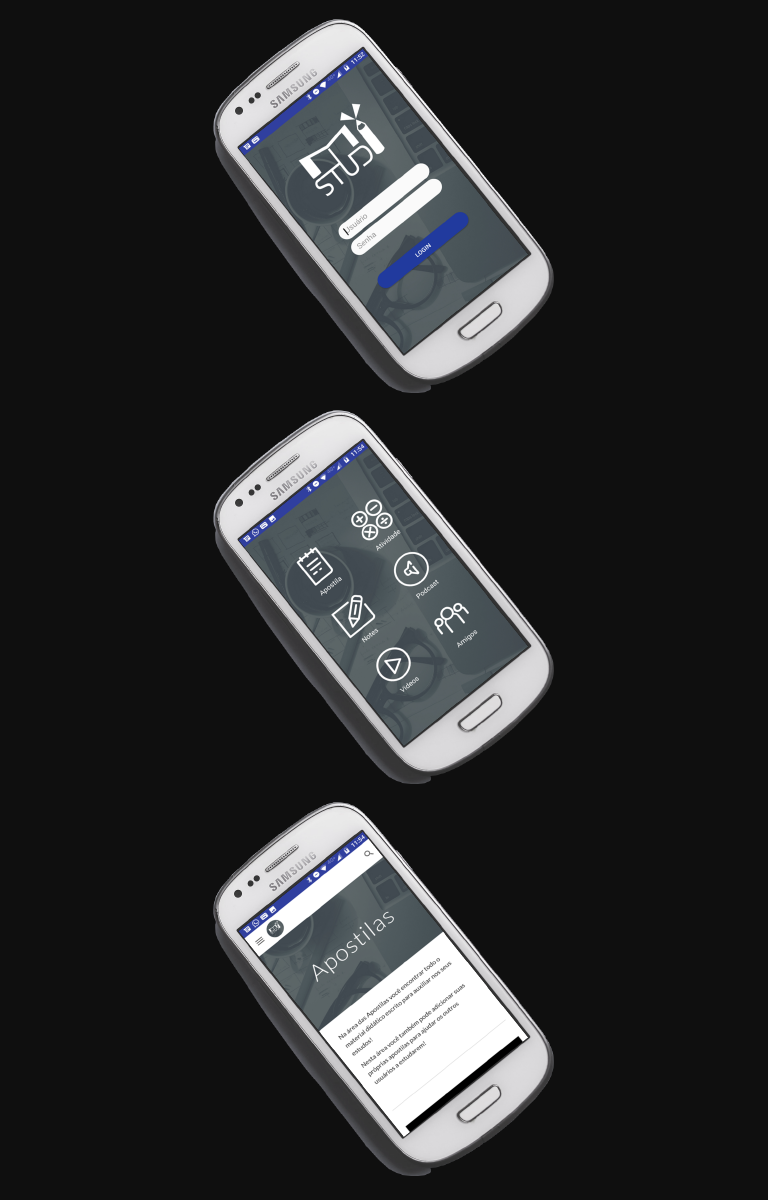 SAMSUNG
11:52
STUDI
Usuário
Senha
LOGIN
SAMSUNG
11:54
Atividade
Apostila
Podcast
Notes
Amigos
Videos
SAMSUNG
11:54
Apostilas
Na área das Apostilas você encontrar todo o
material didático escrito para auxiliar nos seus
estudos!
Nesta área você também pode adicionar suas
próprias apostilas para ajudar os outros
usuários a estudarem!